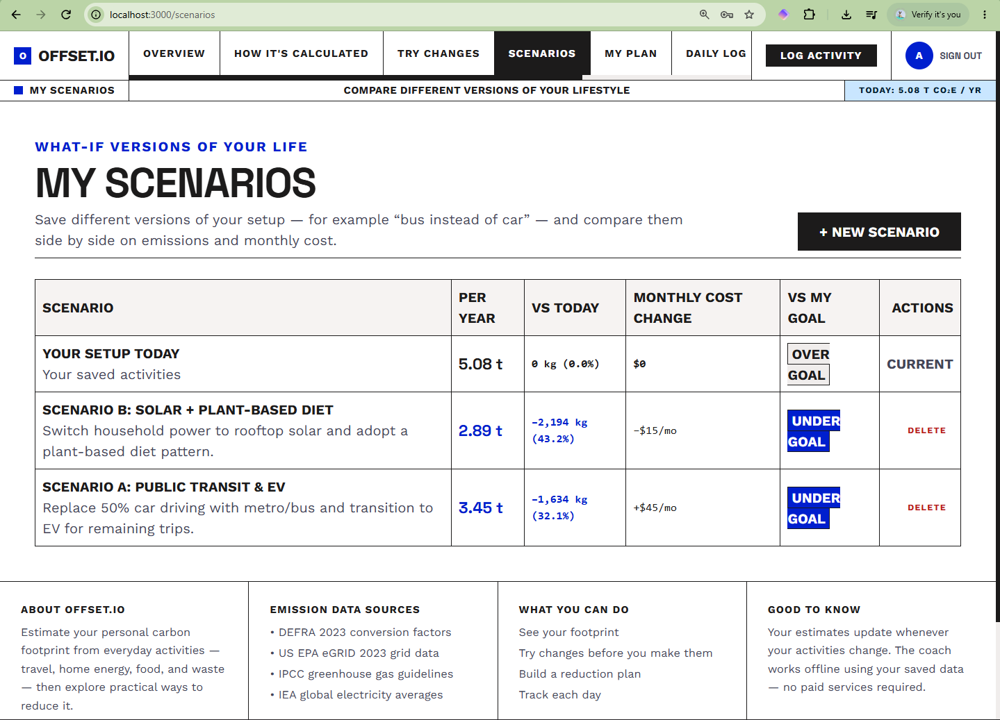 localhost:3000/scenarios
Verify it's you
O OFFSET.IO
OVERVIEW
HOW IT'S CALCULATED
TRY CHANGES
SCENARIOS
MY PLAN
DAILY LOG
LOG ACTIVITY
A SIGN OUT
MY SCENARIOS
COMPARE DIFFERENT VERSIONS OF YOUR LIFESTYLE
TODAY: 5.08 T CO₂E / YR
WHAT-IF VERSIONS OF YOUR LIFE
MY SCENARIOS
Save different versions of your setup — for example “bus instead of car” — and compare them
side by side on emissions and monthly cost.
+ NEW SCENARIO
SCENARIO
PER
YEAR
VS TODAY
MONTHLY COST
CHANGE
VS MY
GOAL
ACTIONS
YOUR SETUP TODAY
Your saved activities
5.08 t
0 kg (0.0%)
$0
OVER
GOAL
CURRENT
SCENARIO B: SOLAR + PLANT-BASED DIET
Switch household power to rooftop solar and adopt a
plant-based diet pattern.
2.89 t
−2,194 kg
(43.2%)
−$15/mo
UNDER
GOAL
DELETE
SCENARIO A: PUBLIC TRANSIT & EV
Replace 50% car driving with metro/bus and transition to
EV for remaining trips.
3.45 t
−1,634 kg
(32.1%)
+$45/mo
UNDER
GOAL
DELETE
ABOUT OFFSET.IO
Estimate your personal carbon
footprint from everyday activities —
travel, home energy, food, and waste
— then explore practical ways to
reduce it.
EMISSION DATA SOURCES
• DEFRA 2023 conversion factors
• US EPA eGRID 2023 grid data
• IPCC greenhouse gas guidelines
• IEA global electricity averages
WHAT YOU CAN DO
See your footprint
Try changes before you make them
Build a reduction plan
Track each day
GOOD TO KNOW
Your estimates update whenever
your activities change. The coach
works offline using your saved data
— no paid services required.